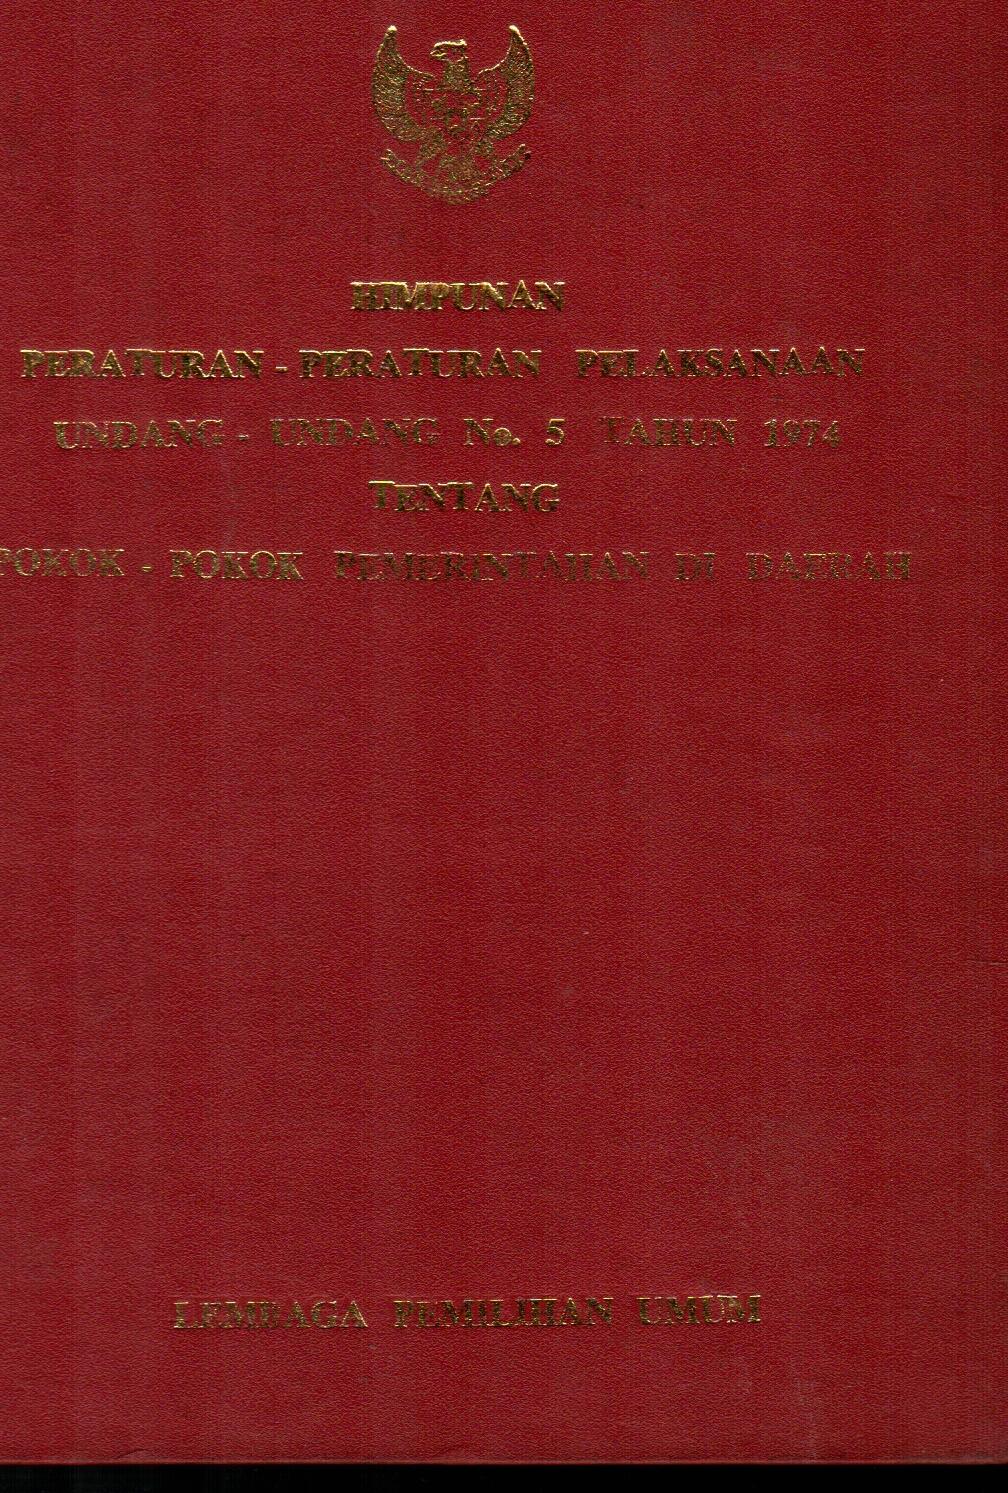 HIMPUNAN
PERATURAN - PERATURAN PELAKSANAAN
UNDANG - UNDANG No. 5 TAHUN 1974
TENTANG
POKOK - POKOK PEMERINTAHAN DI DAERAH
LEMBAGA PEMILIHAN UMUM